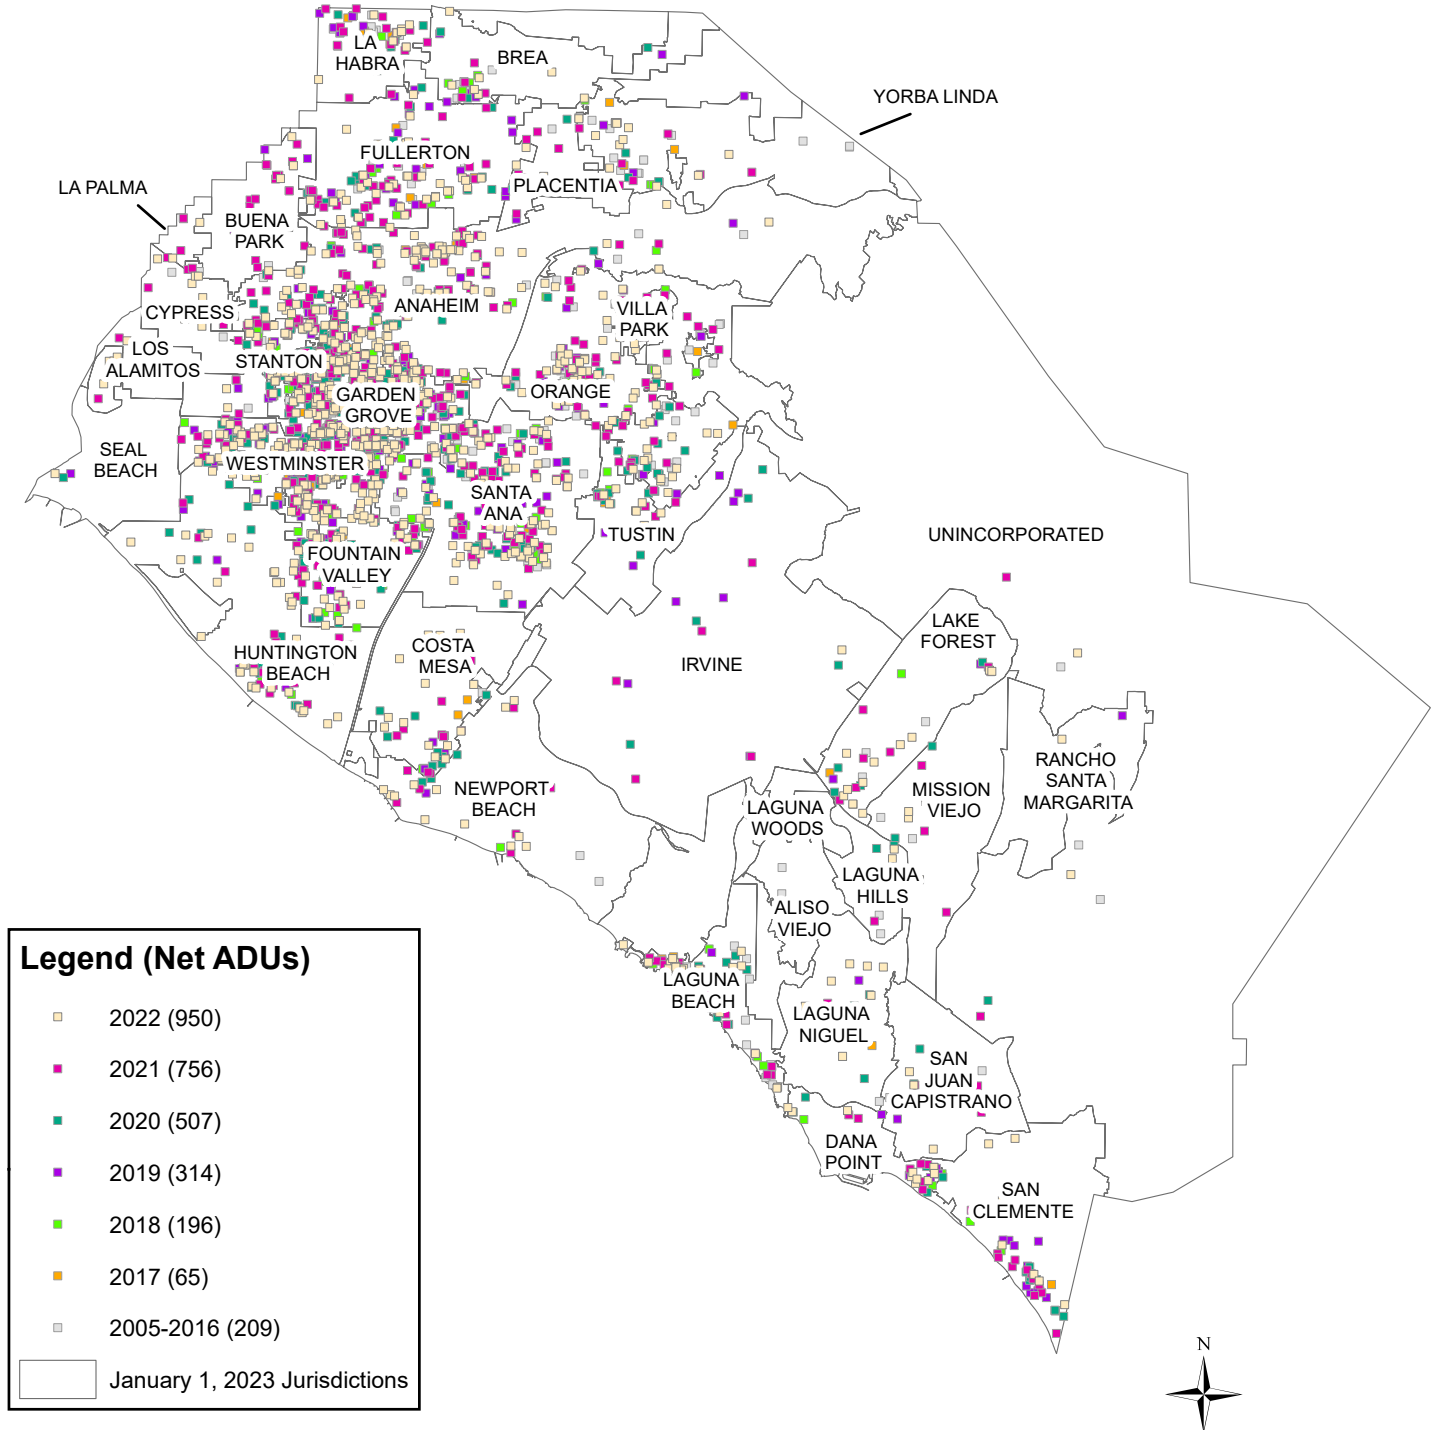 LA
HABRA
BREA
YORBA LINDA
FULLERTON
LA PALMA
PLACENTIA
BUENA
PARK
CYPRESS
ANAHEIM
VILLA
PARK
LOS
ALAMITOS
STANTON
ORANGE
GARDEN
GROVE
SEAL
BEACH
WESTMINSTER
SANTA
ANA
TUSTIN
UNINCORPORATED
FOUNTAIN
VALLEY
LAKE
FOREST
HUNTINGTON
BEACH
COSTA
MESA
IRVINE
RANCHO
SANTA
MARGARITA
NEWPORT
BEACH
MISSION
VIEJO
LAGUNA
WOODS
LAGUNA
HILLS
ALISO
VIEJO
LAGUNA
BEACH
LAGUNA
NIGUEL
SAN
JUAN
CAPISTRANO
DANA
POINT
SAN
CLEMENTE
Legend (Net ADUs)
2022 (950)
2021 (756)
2020 (507)
2019 (314)
2018 (196)
2017 (65)
2005-2016 (209)
January 1, 2023 Jurisdictions
N